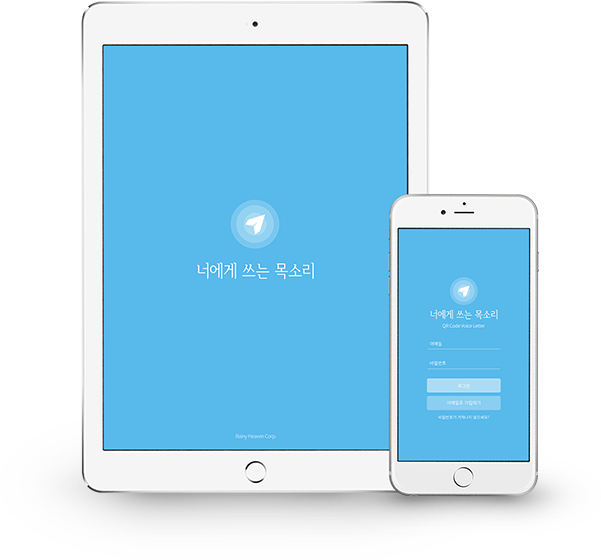 너에게 쓰는 목소리
Rainy Heaven Corp.
너에게 쓰는 목소리
QR Code Voice Letter
이메일
비밀번호
로그인
이메일로 가입하기
비밀번호가 기억나지 않으세요?